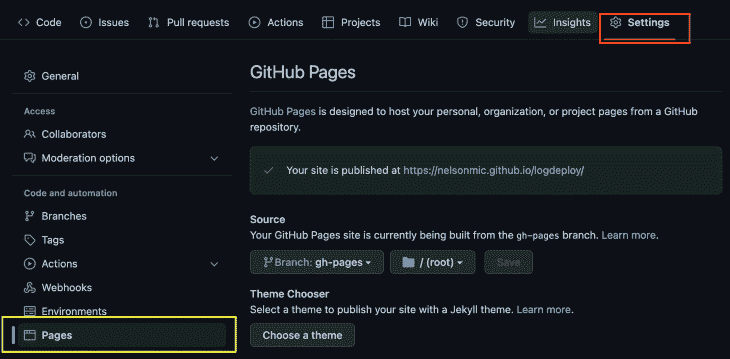 Code Issues Pull requests Actions Projects Wiki Security Insights Settings
General
Access
Collaborators
Moderation options
Code and automation
Branches
Tags
Actions
Webhooks
Environments
Pages
GitHub Pages
GitHub Pages is designed to host your personal, organization, or project pages from a GitHub
repository.
Your site is published at https://nelsonmic.github.io/logdeploy/
Source
Your GitHub Pages site is currently being built from the gh-pages branch. Learn more.
Branch: gh-pages / (root) Save
Theme Chooser
Select a theme to publish your site with a Jekyll theme. Learn more.
Choose a theme